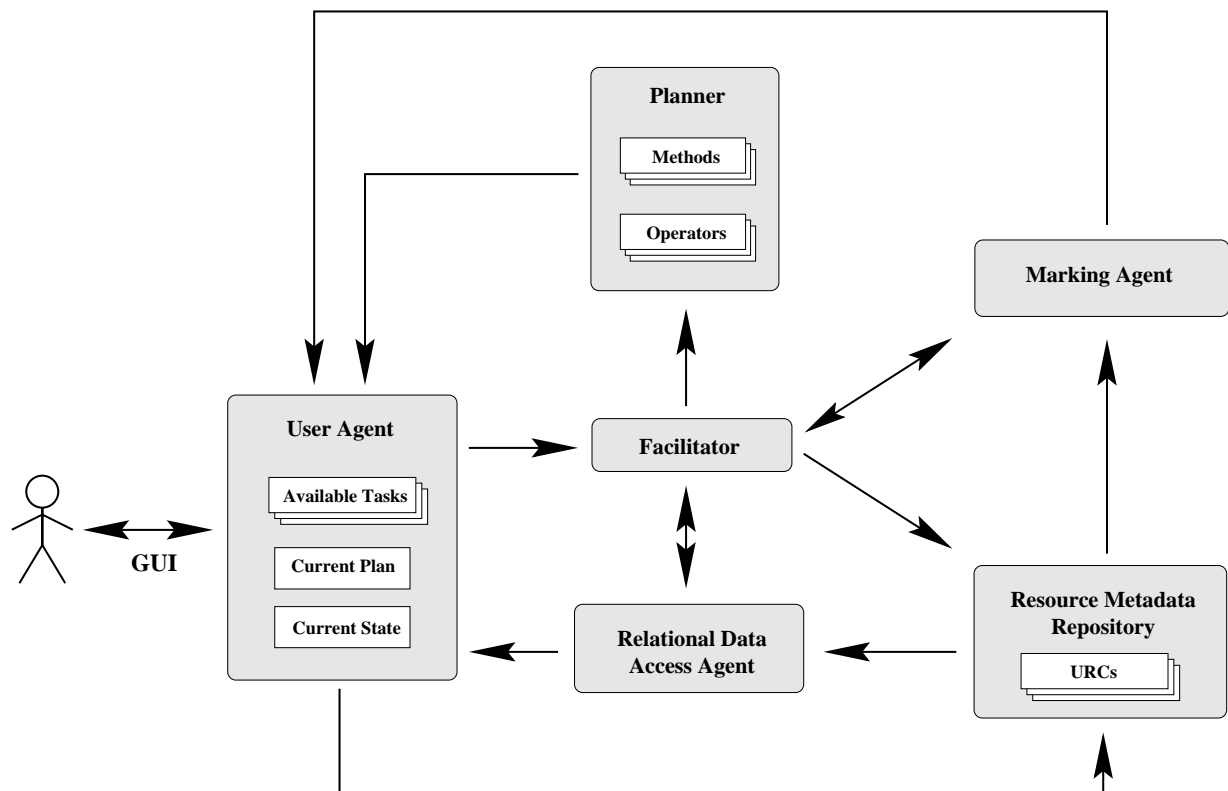 Planner
Methods
Operators
Marking Agent
User Agent
Facilitator
Available Tasks
GUI
Current Plan
Current State
Relational Data
Access Agent
Resource Metadata
Repository
URCs